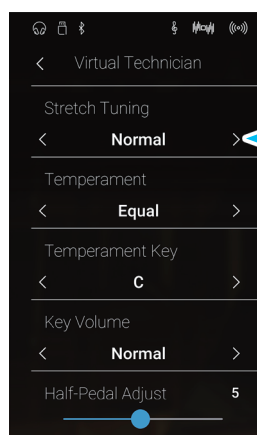 Virtual Technician
Stretch Tuning
Normal
Temperament
Equal
Temperament Key
C
Key Volume
Normal
Half-Pedal Adjust 5